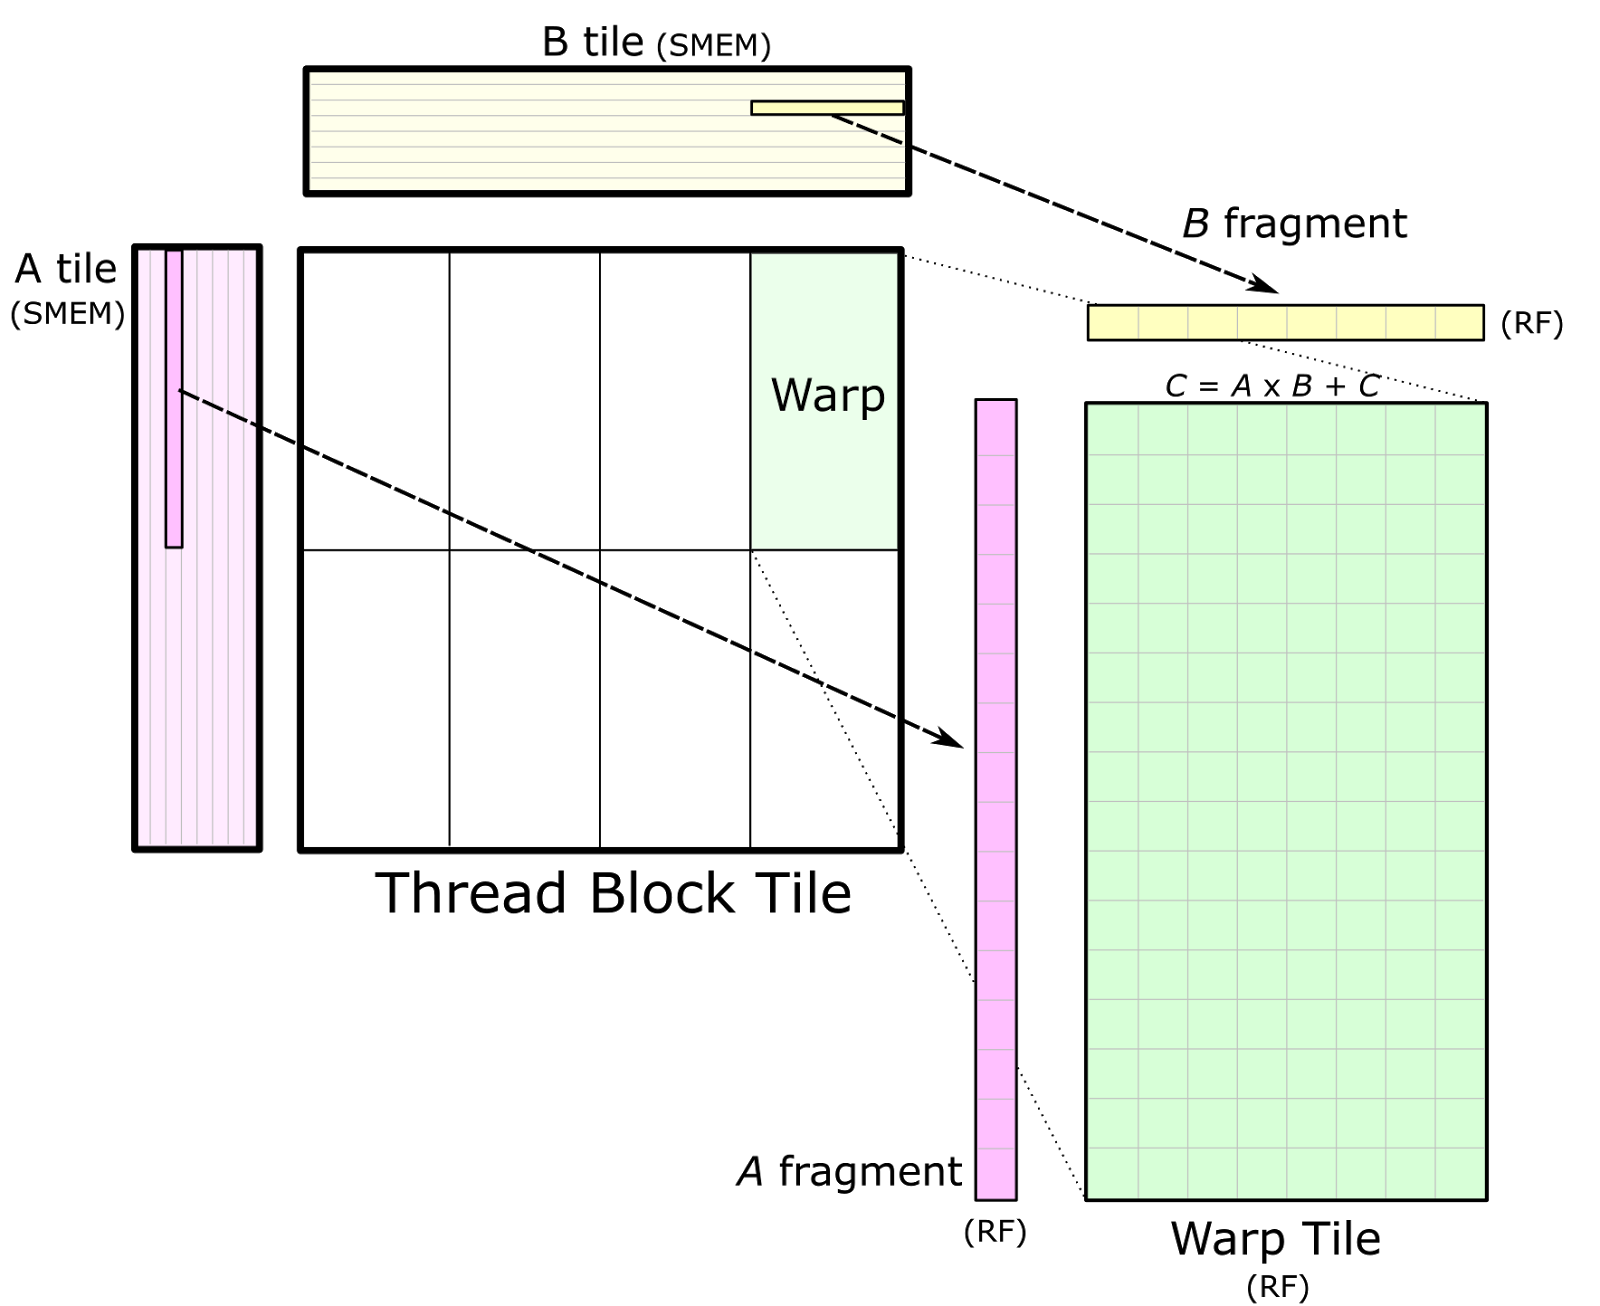 B tile (SMEM)
B fragment
A tile
(SMEM)
(RF)
C = A x B + C
Warp
Thread Block Tile
A fragment
(RF)
Warp Tile
(RF)